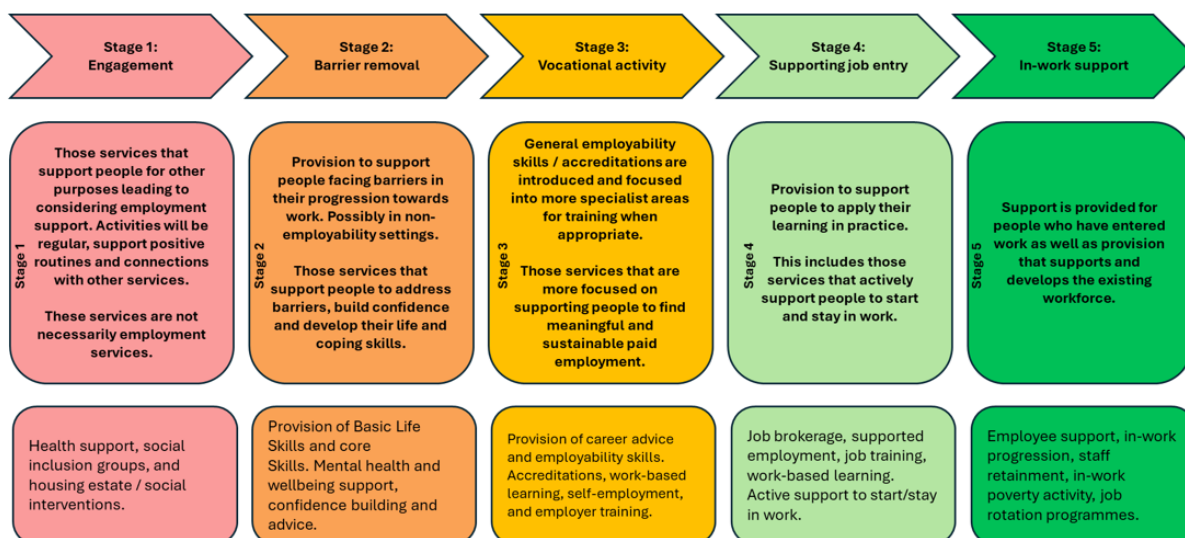 Stage 1:
Engagement
Stage 2:
Barrier removal
Stage 3:
Vocational activity
Stage 4:
Supporting job entry
Stage 5:
In-work support
Stage 1
Those services that
support people for other
purposes leading to
considering employment
support. Activities will be
regular, support positive
routines and connections
with other services.
These services are not
necessarily employment
services.
Stage 2
Provision to support
people facing barriers in
their progression towards
work. Possibly in non-
employability settings.
Those services that
support people to address
barriers, build confidence
and develop their life and
coping skills.
Stage 3
General employability
skills / accreditations are
introduced and focused
into more specialist areas
for training when
appropriate.
Those services that are
more focused on
supporting people to find
meaningful and
sustainable paid
employment.
Stage 4
Provision to support
people to apply their
learning in practice.
This includes those
services that actively
support people to start
and stay in work.
Stage 5
Support is provided for
people who have entered
work as well as provision
that supports and
develops the existing
workforce.
Health support, social
inclusion groups, and
housing estate / social
interventions.
Provision of Basic Life
Skills and core
Skills. Mental health and
wellbeing support,
confidence building and
advice.
Provision of career advice
and employability skills.
Accreditations, work-based
learning, self-employment,
and employer training.
Job brokerage, supported
employment, job training,
work-based learning.
Active support to start/stay
in work.
Employee support, in-work
progression, staff
retainment, in-work
poverty activity, job
rotation programmes.